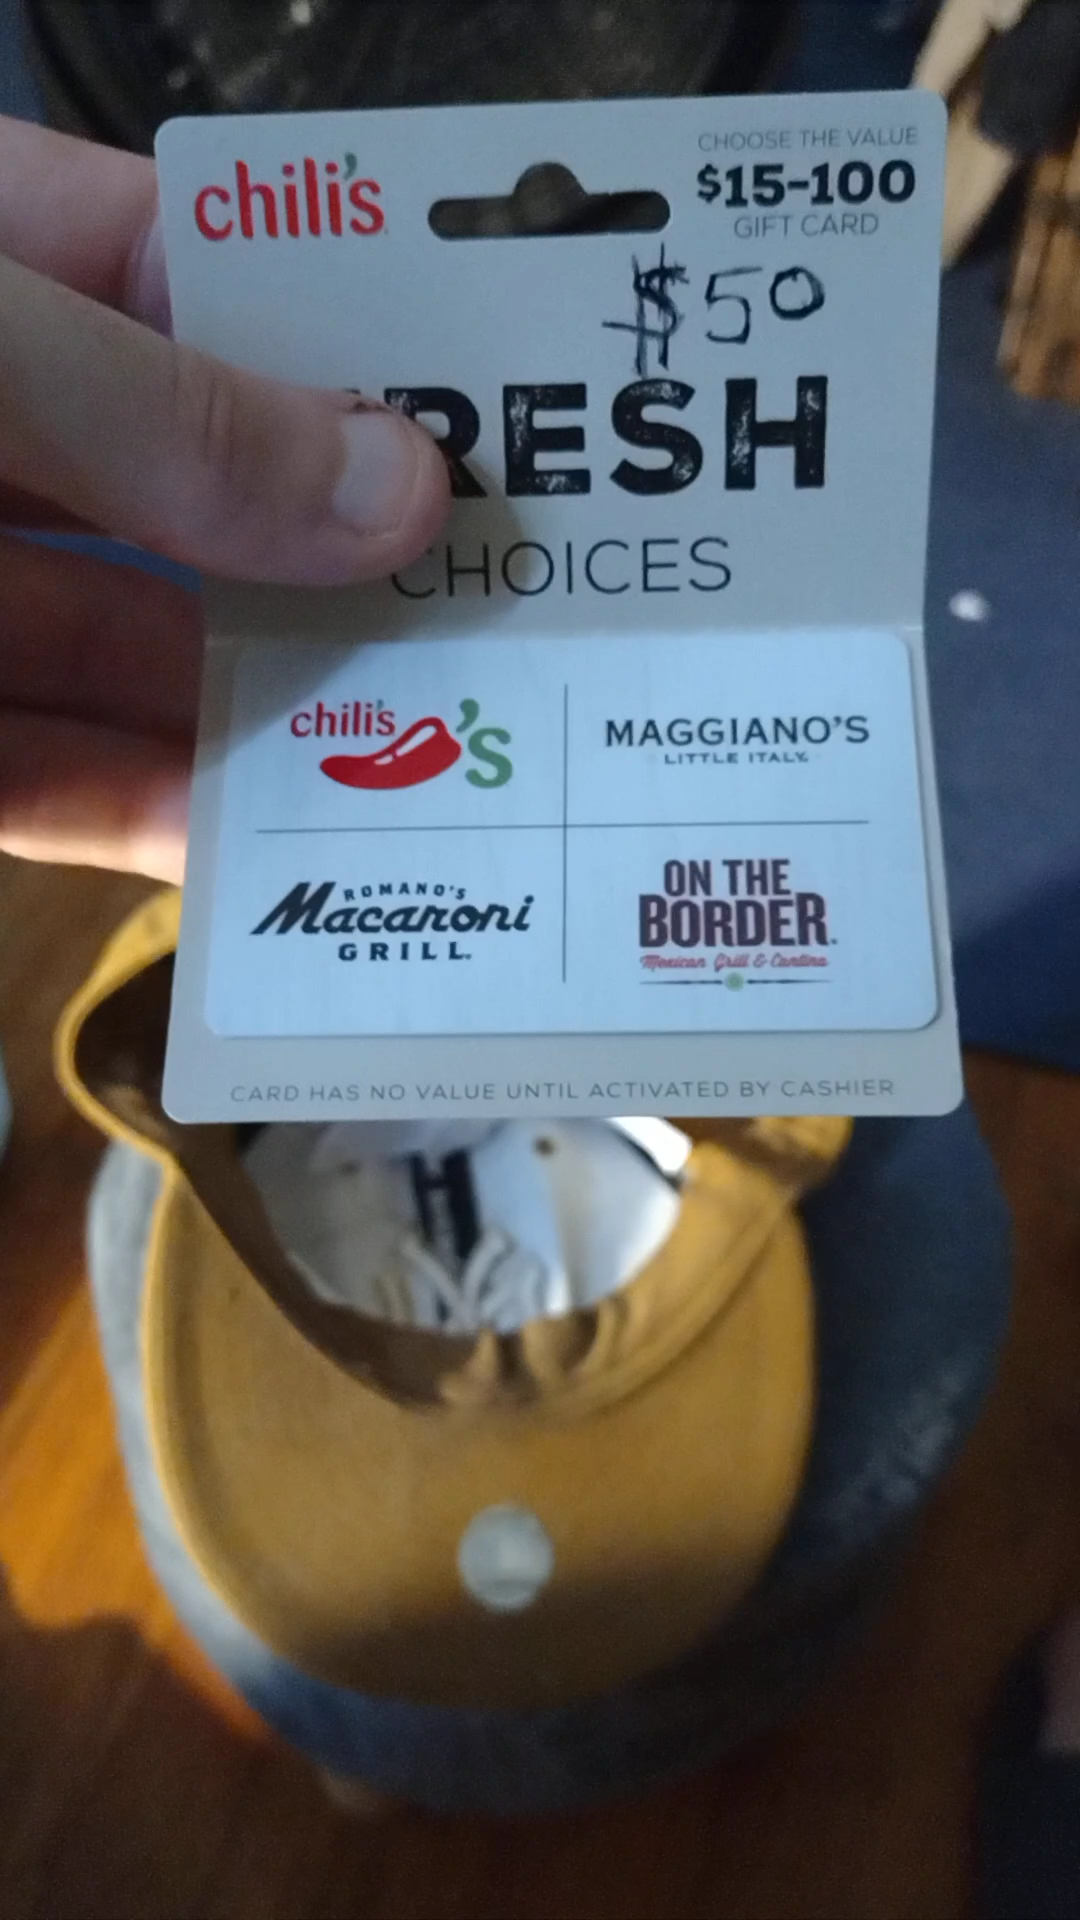 chili's
CHOOSE THE VALUE
$15-100
GIFT CARD
$50
RESH
CHOICES
chili's 's
MAGGIANO'S
LITTLE ITALY.
ROMANO'S
Macaroni
GRILL.
ON THE
BORDER.
Mexican Grill & Cantina
CARD HAS NO VALUE UNTIL ACTIVATED BY CASHIER